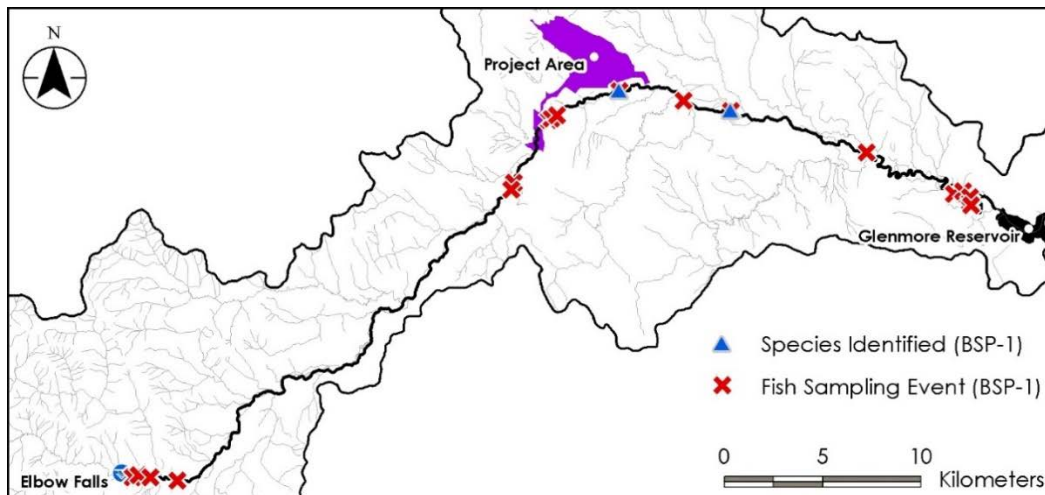 N
Project Area
Glenmore Reservoir
Species Identified (BSP-1)
Fish Sampling Event (BSP-1)
Elbow Falls
0 5 10
Kilometers